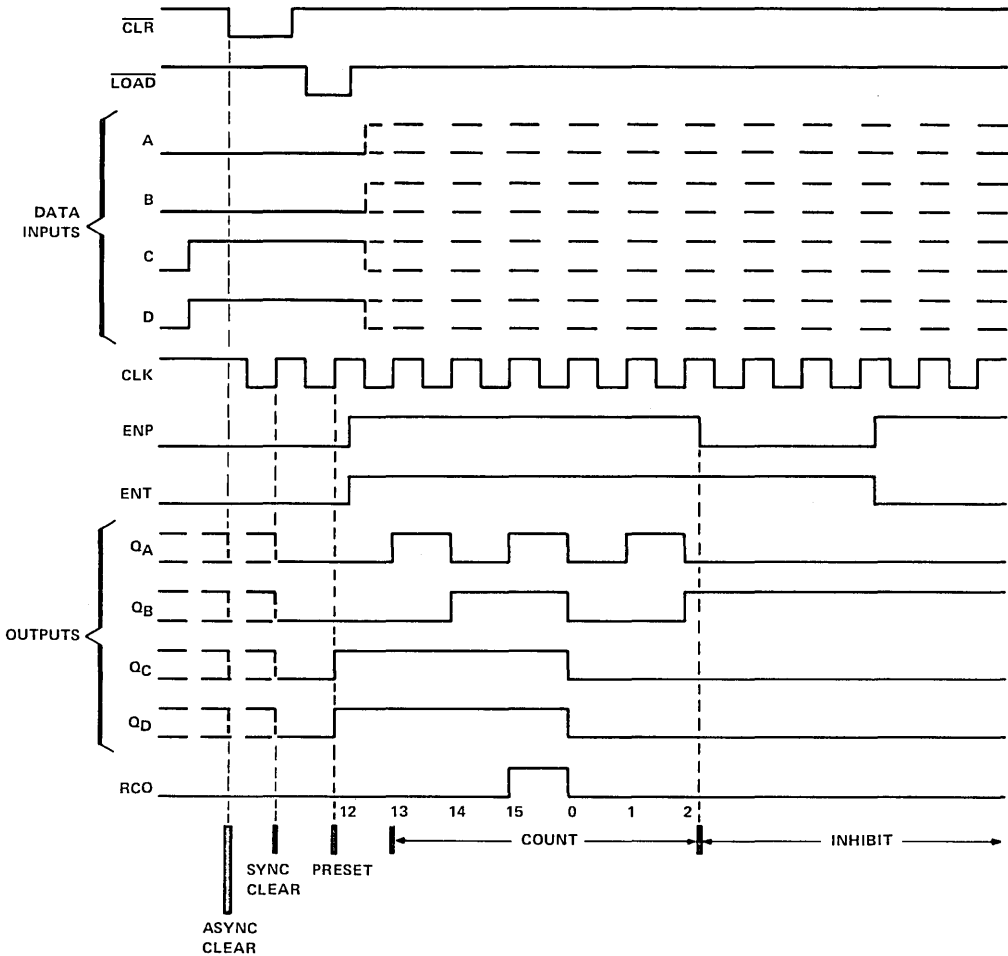 CLR
LOAD
A
B
DATA
INPUTS
C
D
CLK
ENP
ENT
QA
QB
OUTPUTS
QC
QD
RCO
12 13 14 15 0 1 2
COUNT INHIBIT
SYNC
CLEAR
PRESET
ASYNC
CLEAR